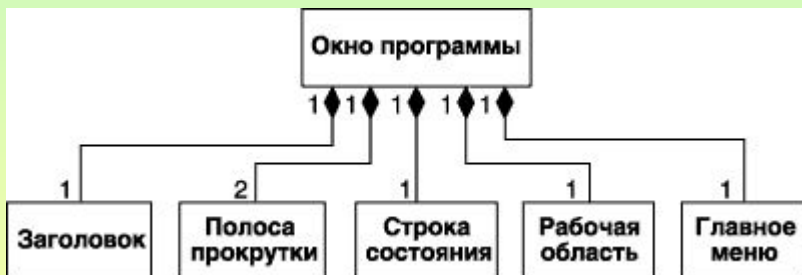 Окно программы
1 1 1 1 1
1 2 1 1 1
Заголовок
Полоса
прокрутки
Строка
состояния
Рабочая
область
Главное
меню